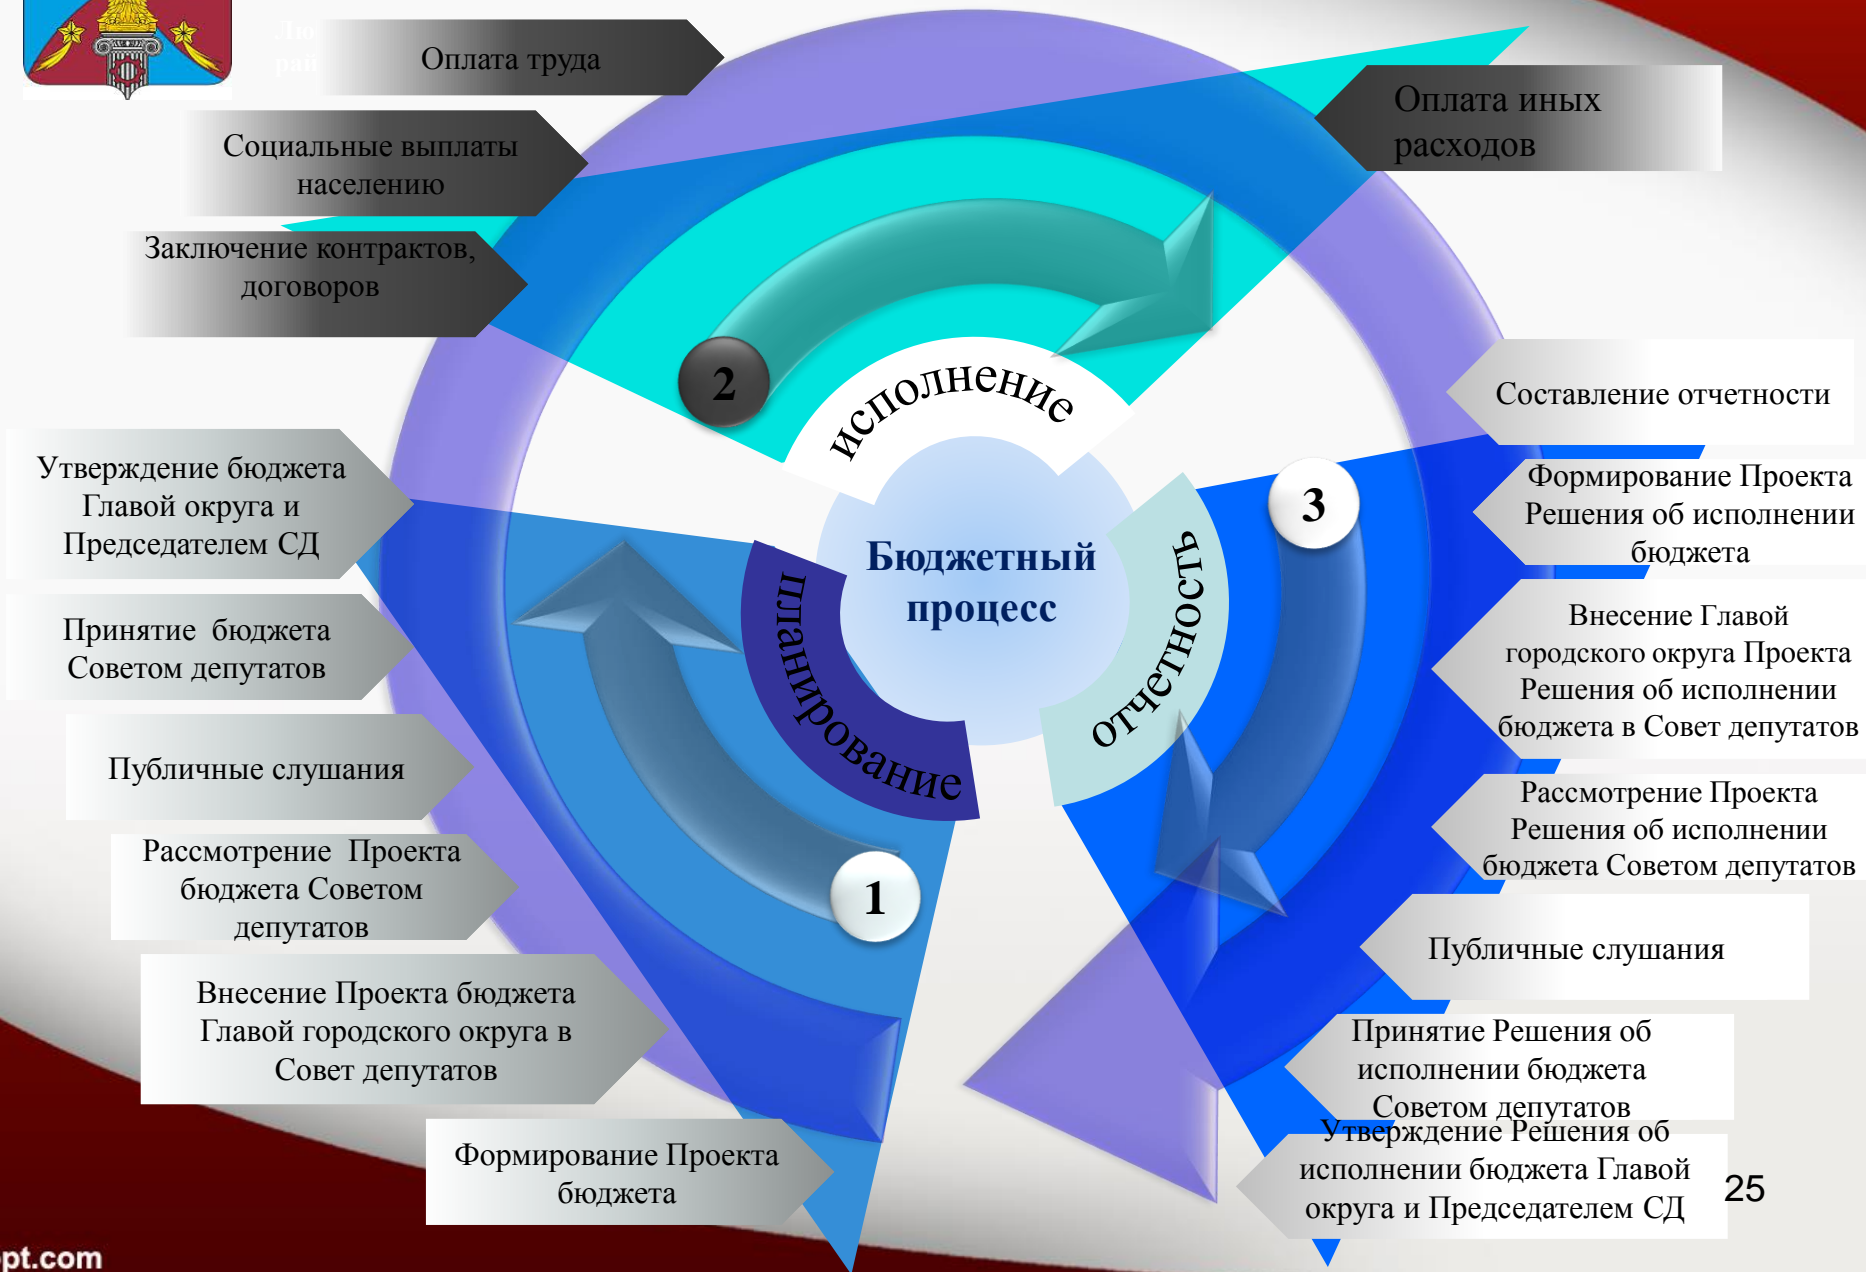 Лю
рай
Оплата труда
Оплата иных
расходов
Социальные выплаты
населению
Заключение контрактов,
договоров
2
исполнение
Составление отчетности
Утверждение бюджета
Главой округа и
Председателем СД
3
Формирование Проекта
Решения об исполнении
бюджета
Бюджетный
процесс
планирование
отчетность
Принятие бюджета
Советом депутатов
Внесение Главой
городского округа Проекта
Решения об исполнении
бюджета в Совет депутатов
Публичные слушания
Рассмотрение Проекта
Решения об исполнении
бюджета Советом депутатов
Рассмотрение Проекта
бюджета Советом
депутатов
1
Публичные слушания
Внесение Проекта бюджета
Главой городского округа в
Совет депутатов
Принятие Решения об
исполнении бюджета
Советом депутатов
Формирование Проекта
бюджета
Утверждение Решения об
исполнении бюджета Главой
округа и Председателем СД
25
pt.com